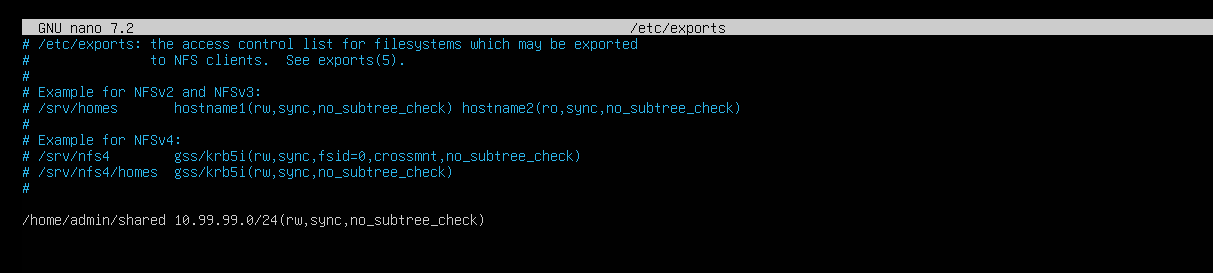 GNU nano 7.2 /etc/exports
# /etc/exports: the access control list for filesystems which may be exported
#               to NFS clients.  See exports(5).
#
# Example for NFSv2 and NFSv3:
# /srv/homes       hostname1(rw,sync,no_subtree_check) hostname2(ro,sync,no_subtree_check)
#
# Example for NFSv4:
# /srv/nfs4        gss/krb5i(rw,sync,fsid=0,crossmnt,no_subtree_check)
# /srv/nfs4/homes  gss/krb5i(rw,sync,no_subtree_check)
#
/home/admin/shared 10.99.99.0/24(rw,sync,no_subtree_check)